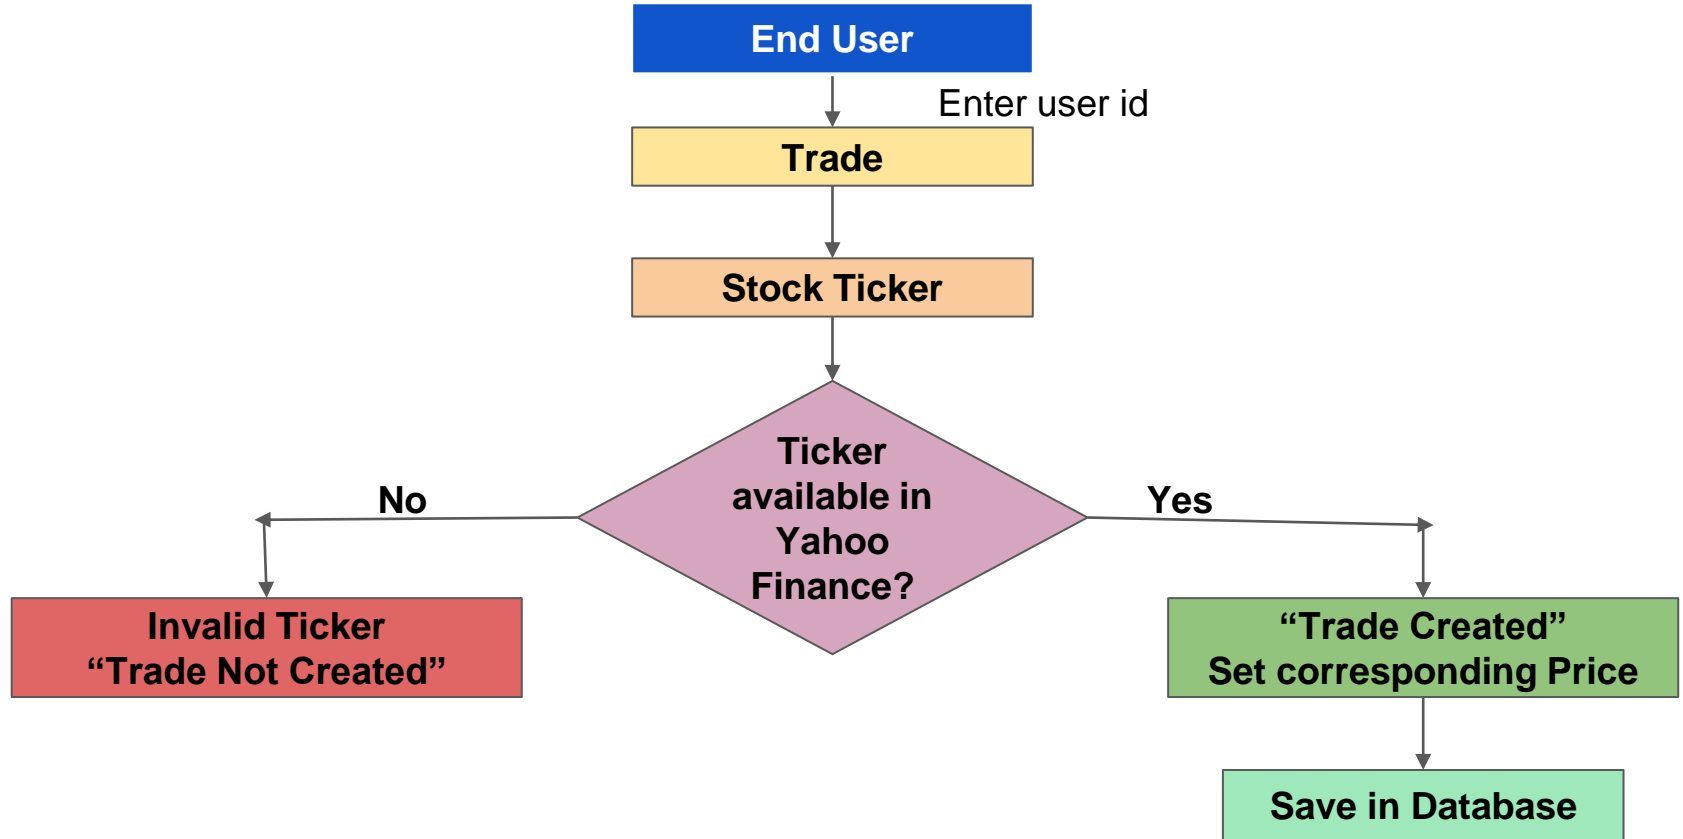 End User
Enter user id
Trade
Stock Ticker
Ticker
available in
Yahoo
Finance?
No
Yes
Invalid Ticker
“Trade Not Created”
“Trade Created”
Set corresponding Price
Save in Database